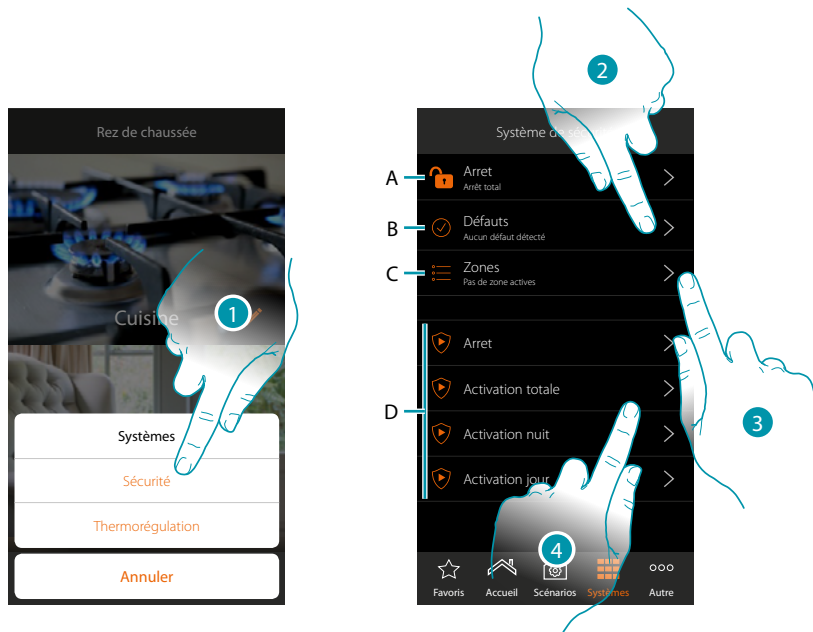 Rez de chaussée
Cuisine
1
Systèmes
Sécurité
Thermorégulation
Annuler
2
Système de
A
Arret
Arrêt total
B
Défauts
Aucun défaut détecté
C
Zones
Pas de zone actives
3
D
Arret
Activation totale
Activation nuit
Activation jour
4
Favoris
Accueil
Scénarios
Systèmes
Autre